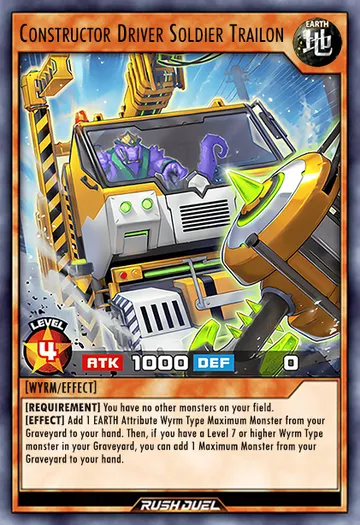 CONSTRUCTOR DRIVER SOLDIER TRAILON
EARTH
地
LEVEL
4
ATK 1000 DEF 0
[WYRM/EFFECT]
[REQUIREMENT] You have no other monsters on your field.
[EFFECT] Add 1 EARTH Attribute Wyrm Type Maximum Monster from your
Graveyard to your hand. Then, if you have a Level 7 or higher Wyrm Type
monster in your Graveyard, you can add 1 Maximum Monster from your
Graveyard to your hand.
RUSH DUEL